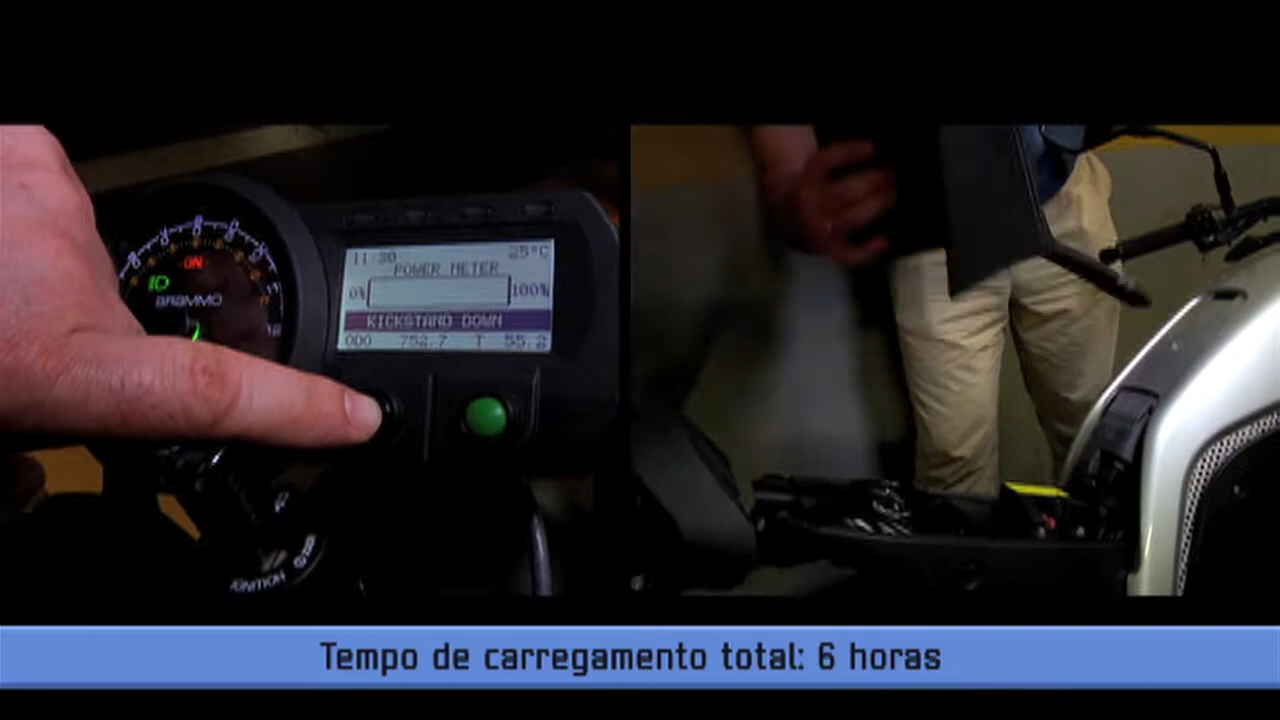 ON
BRAMMO
11:30 25°C
POWER METER
0% 100%
KICKSTAND DOWN
ODO 752.7 T 55.2
IGNITION
Tempo de carregamento total: 6 horas